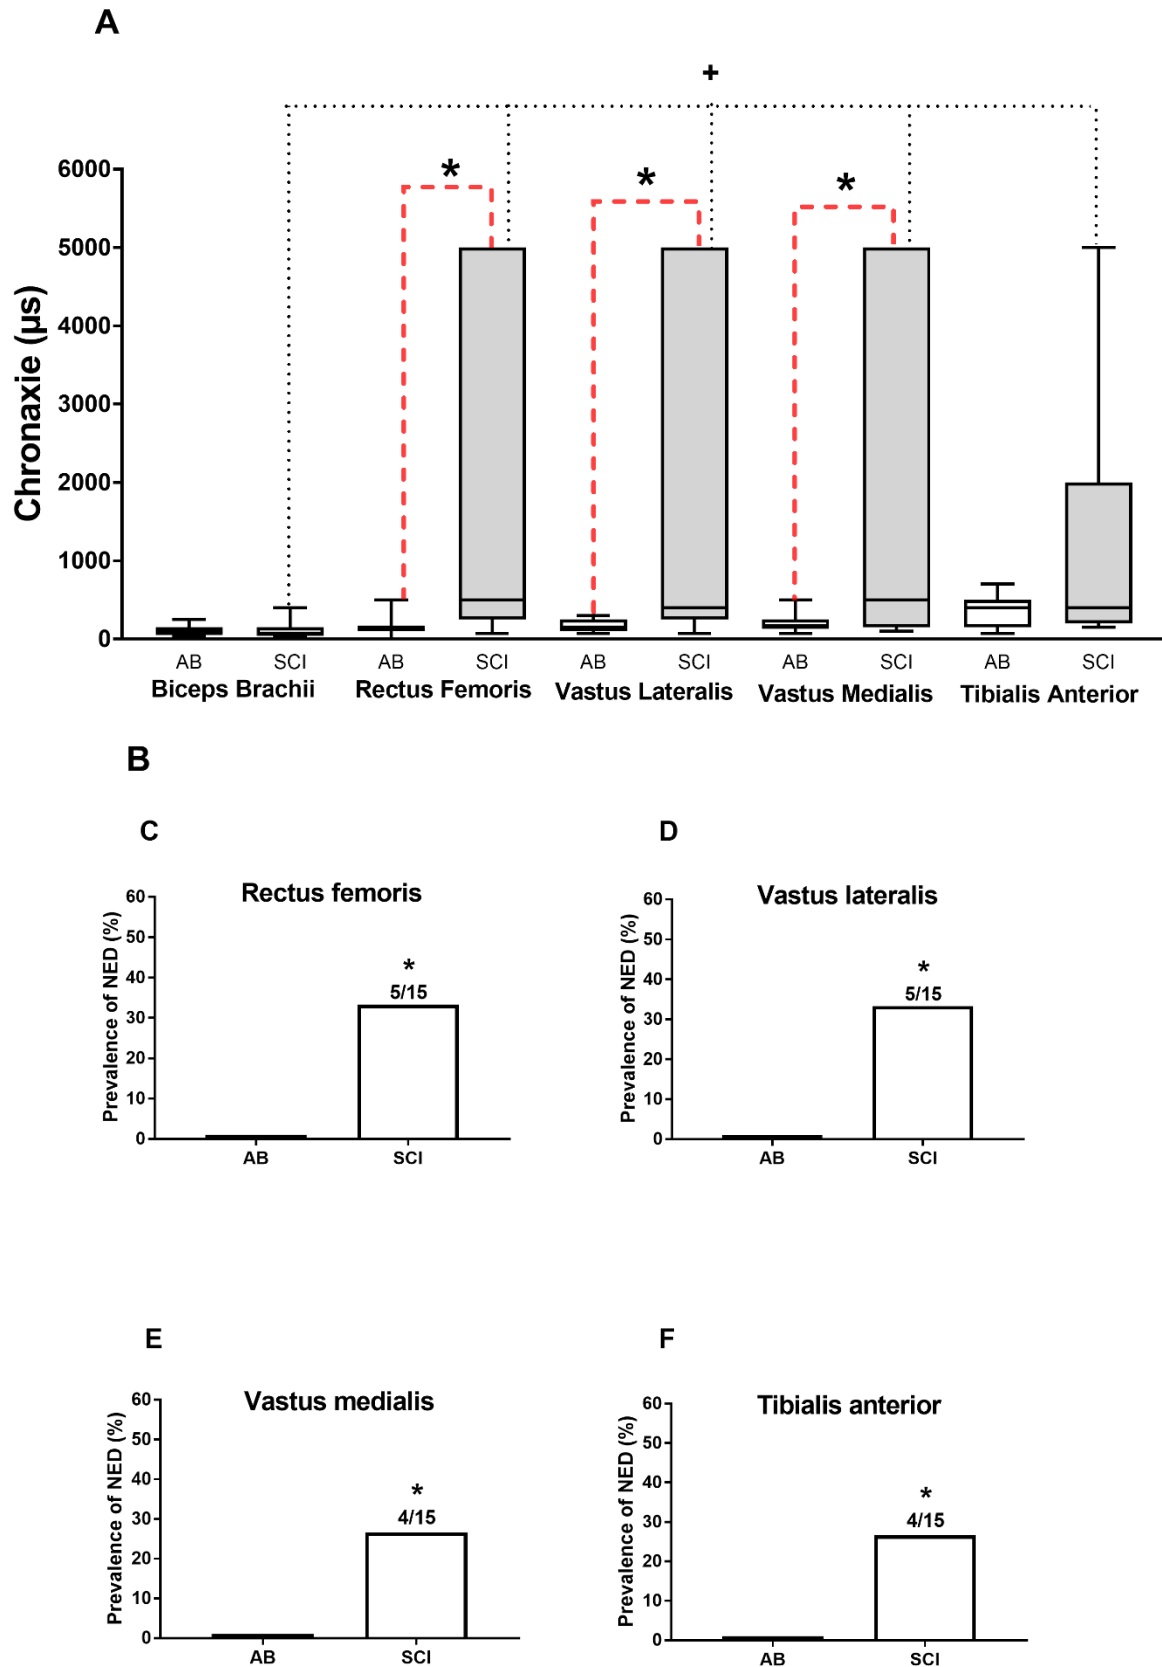 A
+
* * *
6000
5000
4000
3000
2000
1000
0
Chronaxie (µs)
AB SCI AB SCI AB SCI AB SCI AB SCI
Biceps Brachii Rectus Femoris Vastus Lateralis Vastus Medialis Tibialis Anterior
B
C
Rectus femoris
Prevalence of NED (%)
60
50
40
30
20
10
0
*
5/15
AB SCI
D
Vastus lateralis
Prevalence of NED (%)
60
50
40
30
20
10
0
*
5/15
AB SCI
E
Vastus medialis
Prevalence of NED (%)
60
50
40
30
20
10
0
*
4/15
AB SCI
F
Tibialis anterior
Prevalence of NED (%)
60
50
40
30
20
10
0
*
4/15
AB SCI